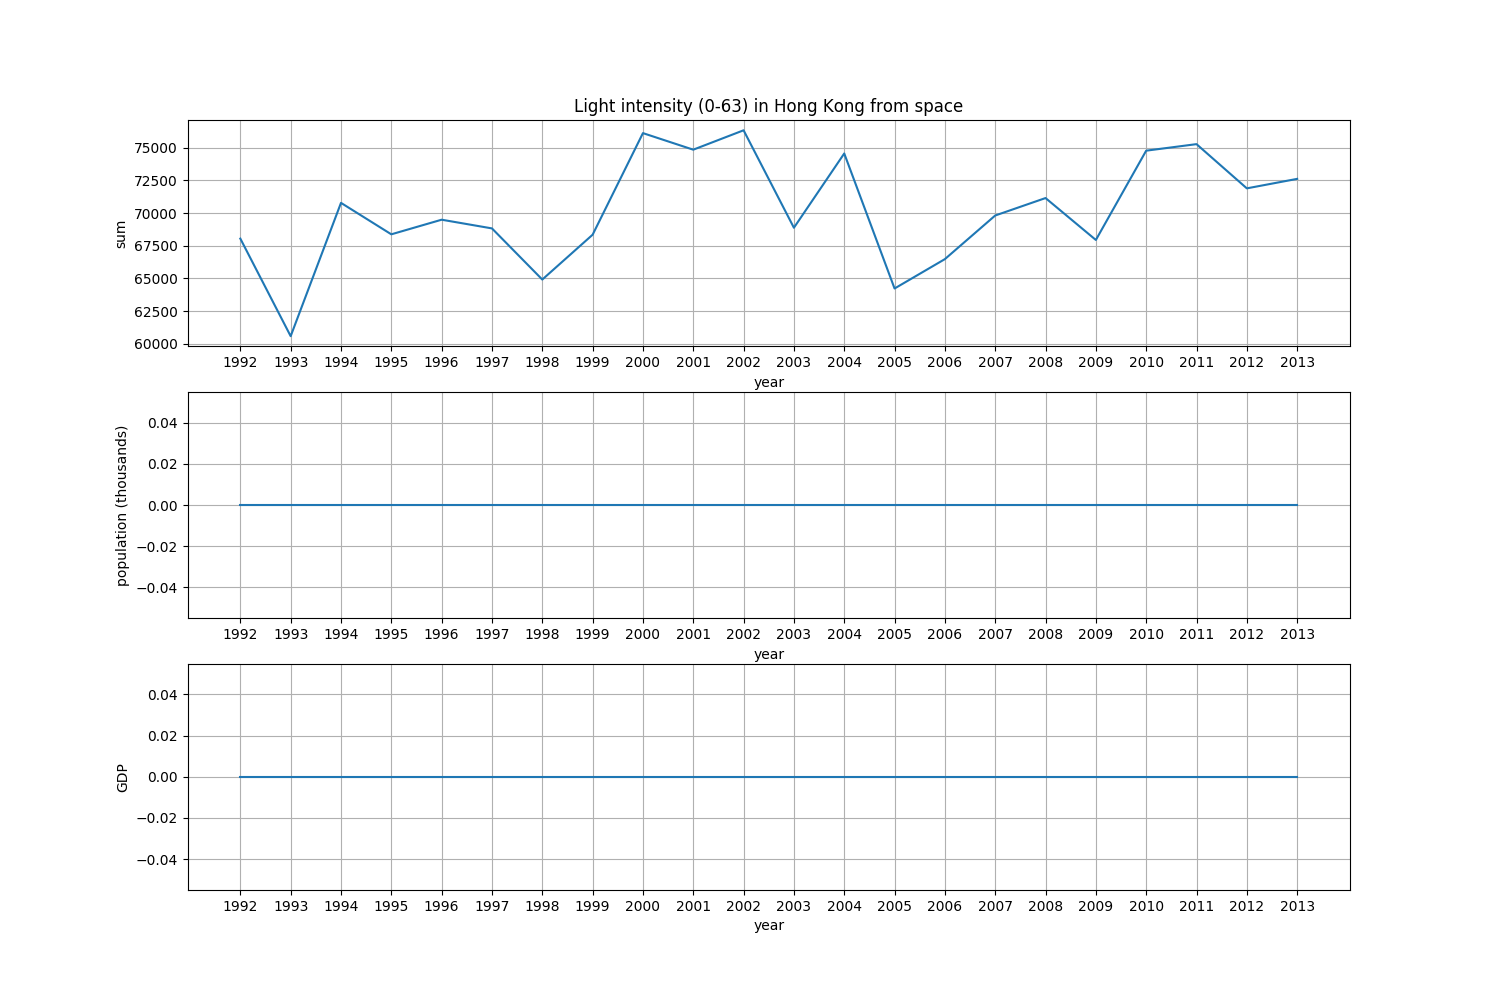 Light intensity (0-63) in Hong Kong from space
sum
75000
72500
70000
67500
65000
62500
60000
1992 1993 1994 1995 1996 1997 1998 1999 2000 2001 2002 2003 2004 2005 2006 2007 2008 2009 2010 2011 2012 2013
year
population (thousands)
0.04
0.02
0.00
−0.02
−0.04
1992 1993 1994 1995 1996 1997 1998 1999 2000 2001 2002 2003 2004 2005 2006 2007 2008 2009 2010 2011 2012 2013
year
GDP
0.04
0.02
0.00
−0.02
−0.04
1992 1993 1994 1995 1996 1997 1998 1999 2000 2001 2002 2003 2004 2005 2006 2007 2008 2009 2010 2011 2012 2013
year